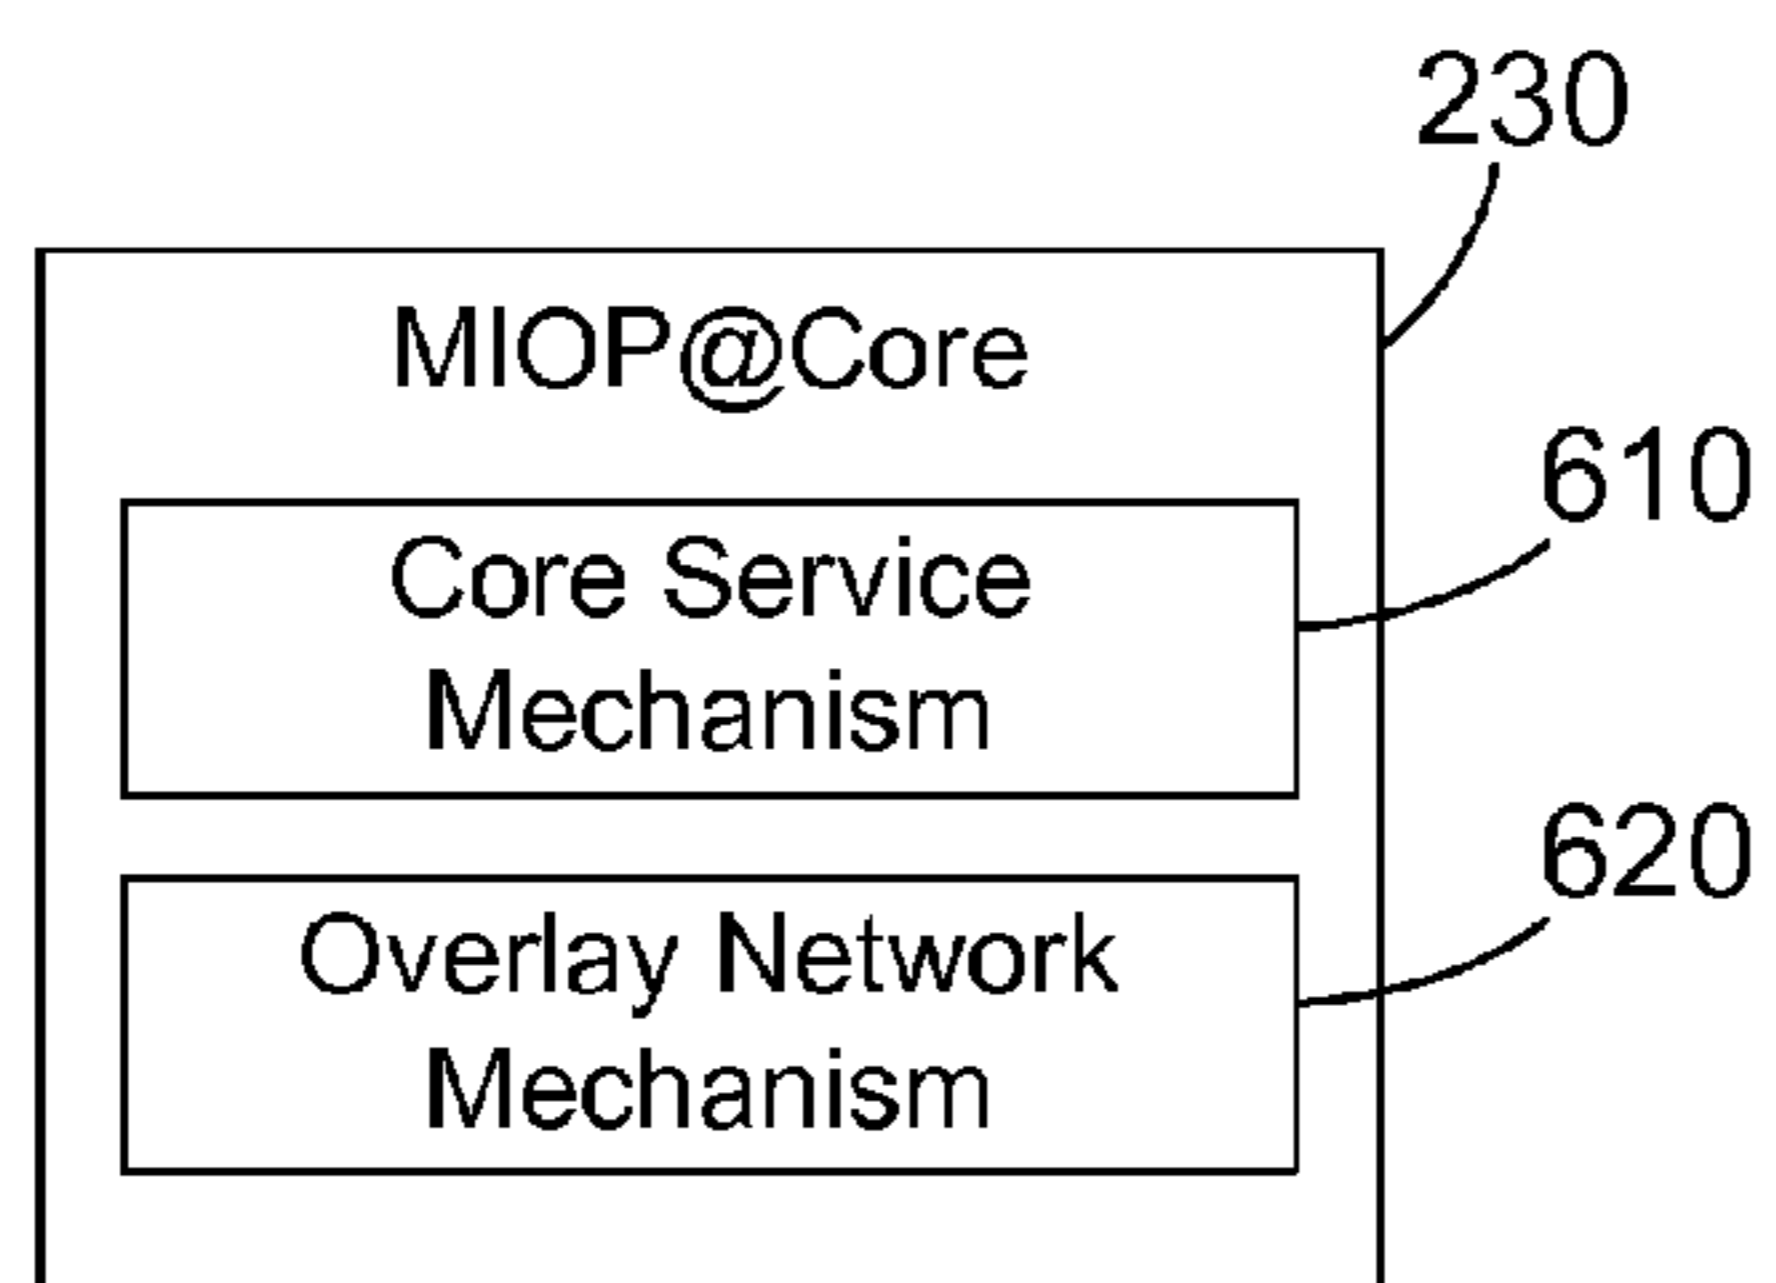 230
MIOP@Core
610
Core Service
Mechanism
620
Overlay Network
Mechanism